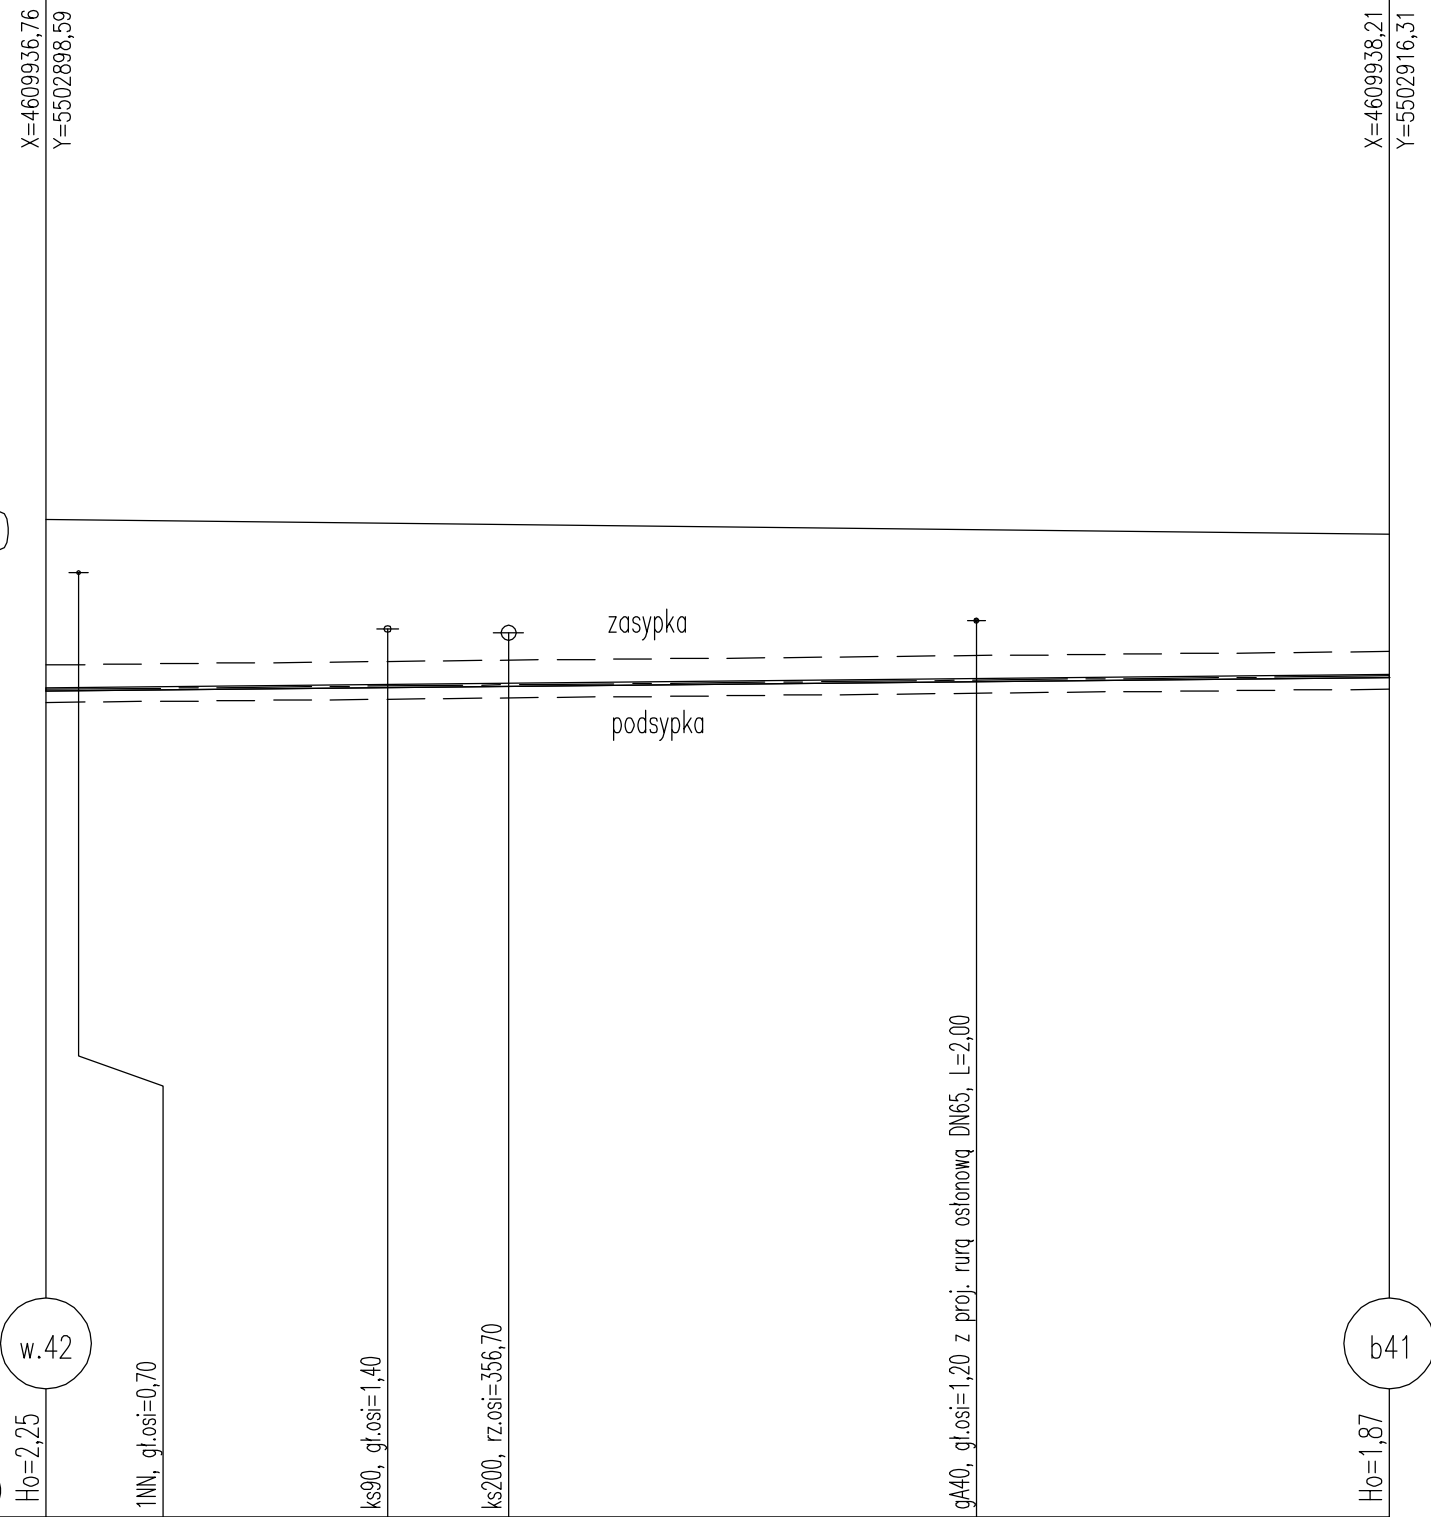 X=4609936,76
Y=5502898,59
X=4609938,21
Y=5502916,31
zasypka
podsypka
w.42
b41
Ho=2,25
1NN, gł.osi=0,70
ks90, gł.osi=1,40
ks200, rz.osi=356,70
gA40, gł.osi=1,20 z proj. rurą osłonową DN65, L=2,00
Ho=1,87